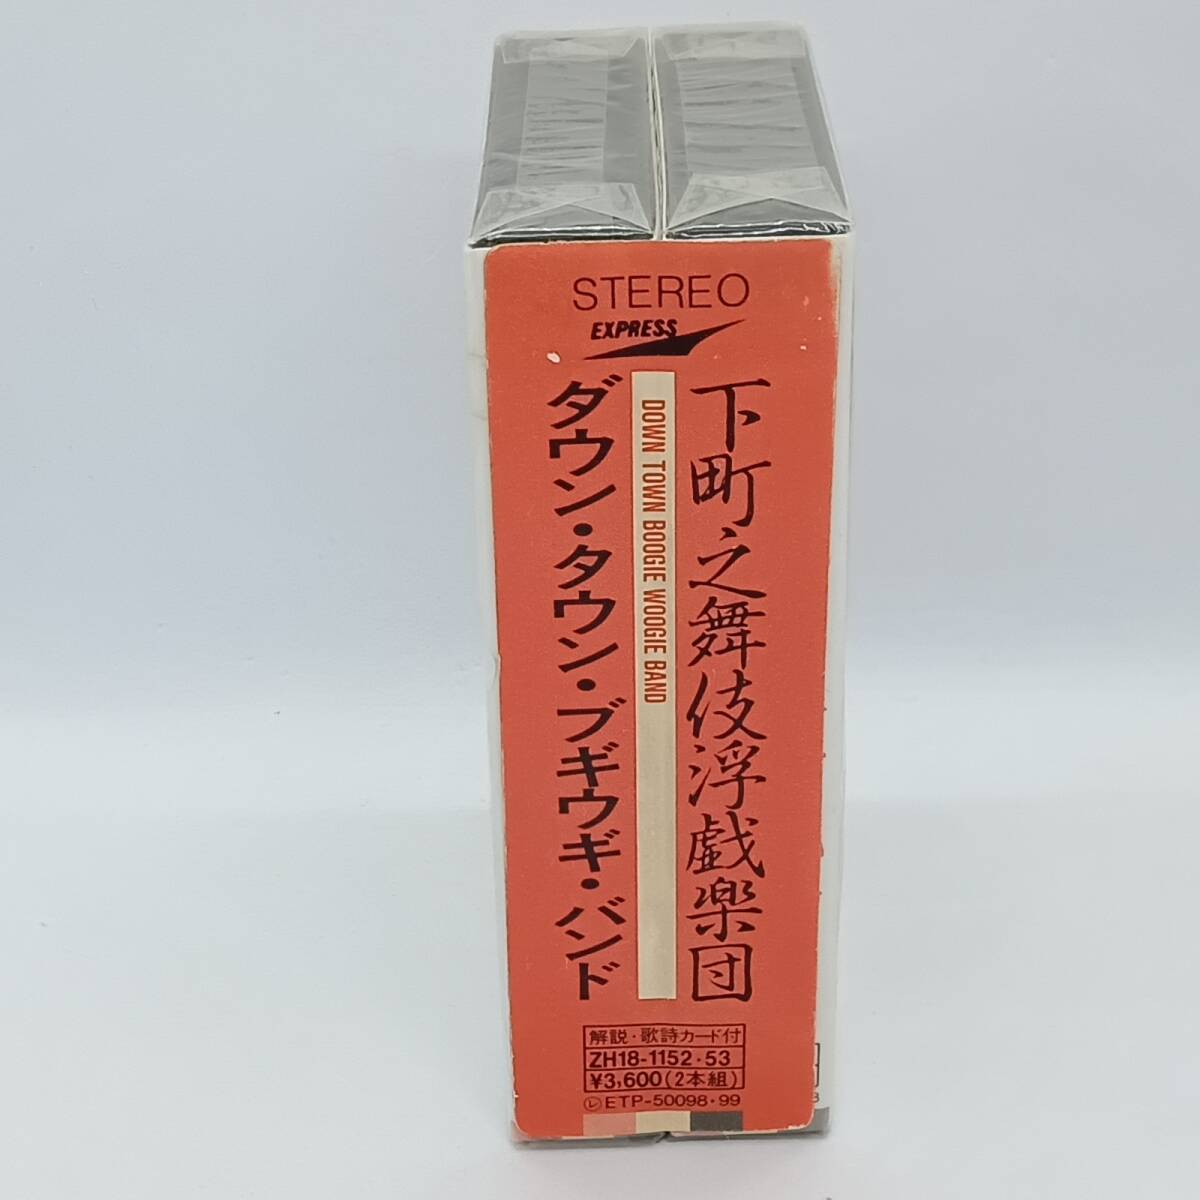 STEREO
EXPRESS
下町之舞伎浮戯楽団
DOWN TOWN BOOGIE WOOGIE BAND
ダウン・タウン・ブギウギ・バンド
解説・歌詩カード付
ZH18-1152・53
¥3,600(2本組)
ⓁETP-50098・99